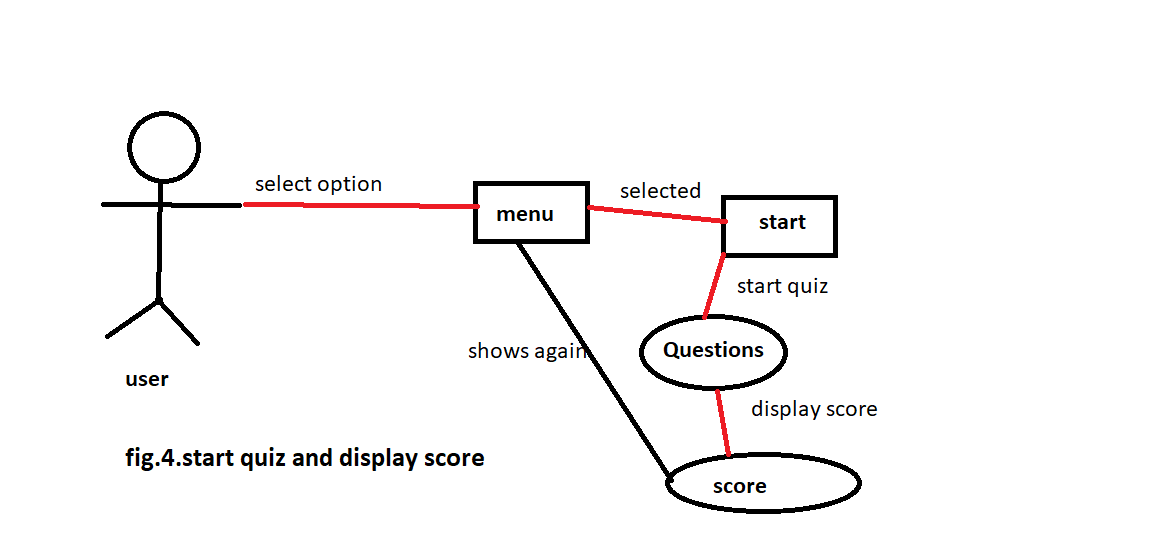 select option
menu
selected
start
start quiz
shows again
Questions
user
display score
fig.4.start quiz and display score
score